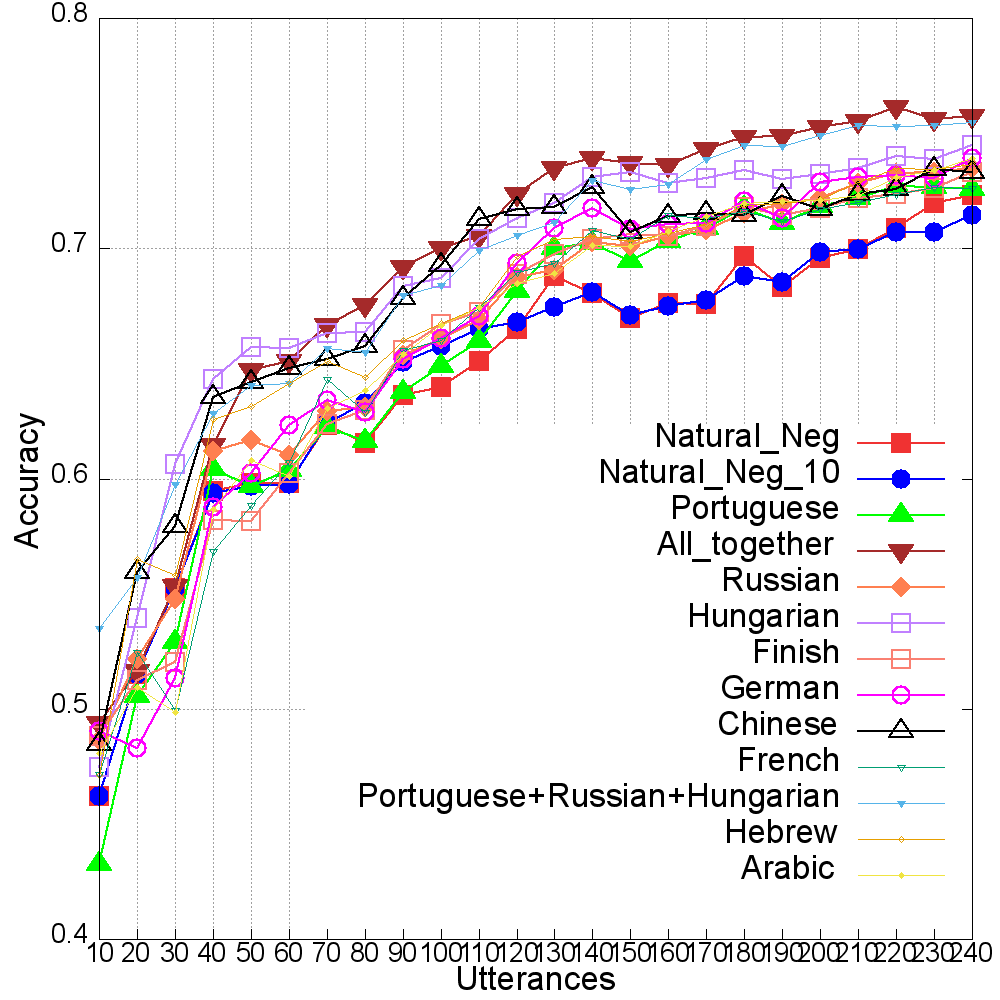 0.8
0.7
0.6
0.5
0.4
Accuracy
Natural_Neg
Natural_Neg_10
Portuguese
All_together
Russian
Hungarian
Finish
German
Chinese
French
Portuguese+Russian+Hungarian
Hebrew
Arabic
10 20 30 40 50 60 70 80 90 100 110 120 130 140 150 160 170 180 190 200 210 220 230 240
Utterances